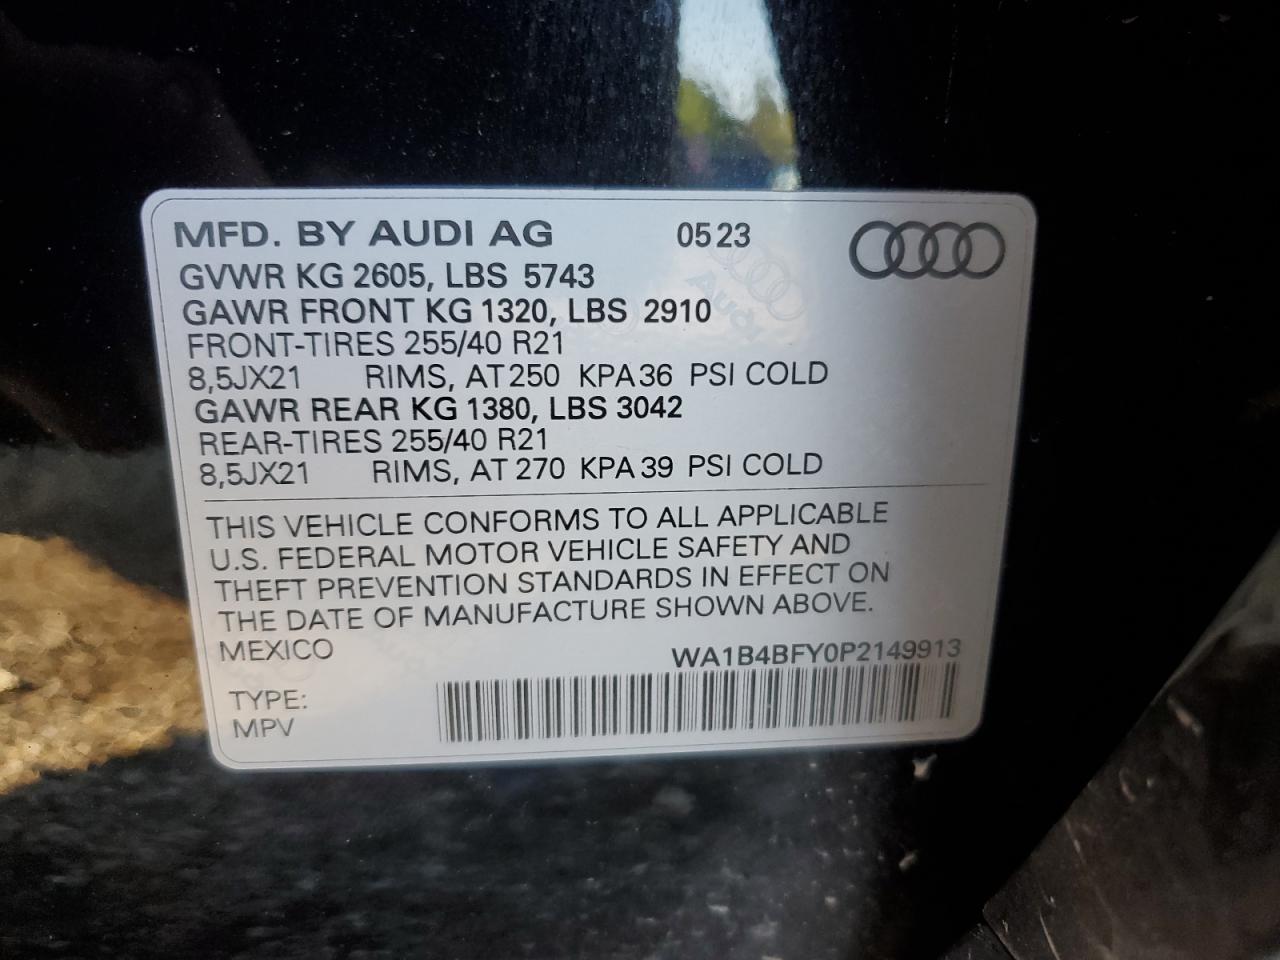 MFD. BY AUDI AG 05 23
GVWR KG 2605, LBS 5743
GAWR FRONT KG 1320, LBS 2910
FRONT-TIRES 255/40 R21
8,5JX21 RIMS, AT 250 KPA 36 PSI COLD
GAWR REAR KG 1380, LBS 3042
REAR-TIRES 255/40 R21
8,5JX21 RIMS, AT 270 KPA 39 PSI COLD
THIS VEHICLE CONFORMS TO ALL APPLICABLE
U.S. FEDERAL MOTOR VEHICLE SAFETY AND
THEFT PREVENTION STANDARDS IN EFFECT ON
THE DATE OF MANUFACTURE SHOWN ABOVE.
MEXICO WA1B4BFY0P2149913
TYPE:
MPV